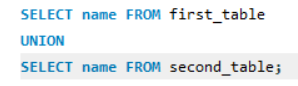 SELECT name FROM first_table
UNION
SELECT name FROM second_table;